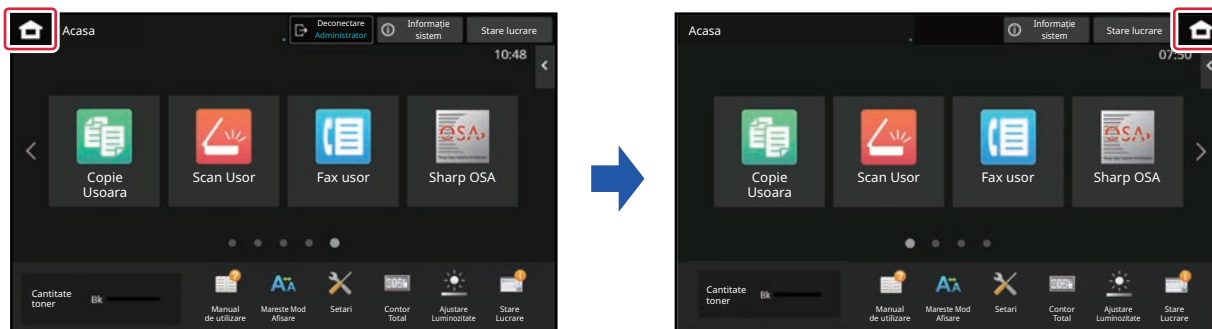 Acasa
Deconectare
Administrator
Informație
sistem
Stare lucrare
10:48
Copie
Usoara
Scan Usor
Fax usor
OSA
Sharp OSA
Cantitate
toner
Bk
Manual
de utilizare
Mareste Mod
Afisare
Setari
Contor
Total
Ajustare
Luminozitate
Stare
Lucrare
Acasa
Informație
sistem
Stare lucrare
07:50
Copie
Usoara
Scan Usor
Fax usor
OSA
Sharp OSA
Cantitate
toner
Bk
Manual
de utilizare
Mareste Mod
Afisare
Setari
Contor
Total
Ajustare
Luminozitate
Stare
Lucrare